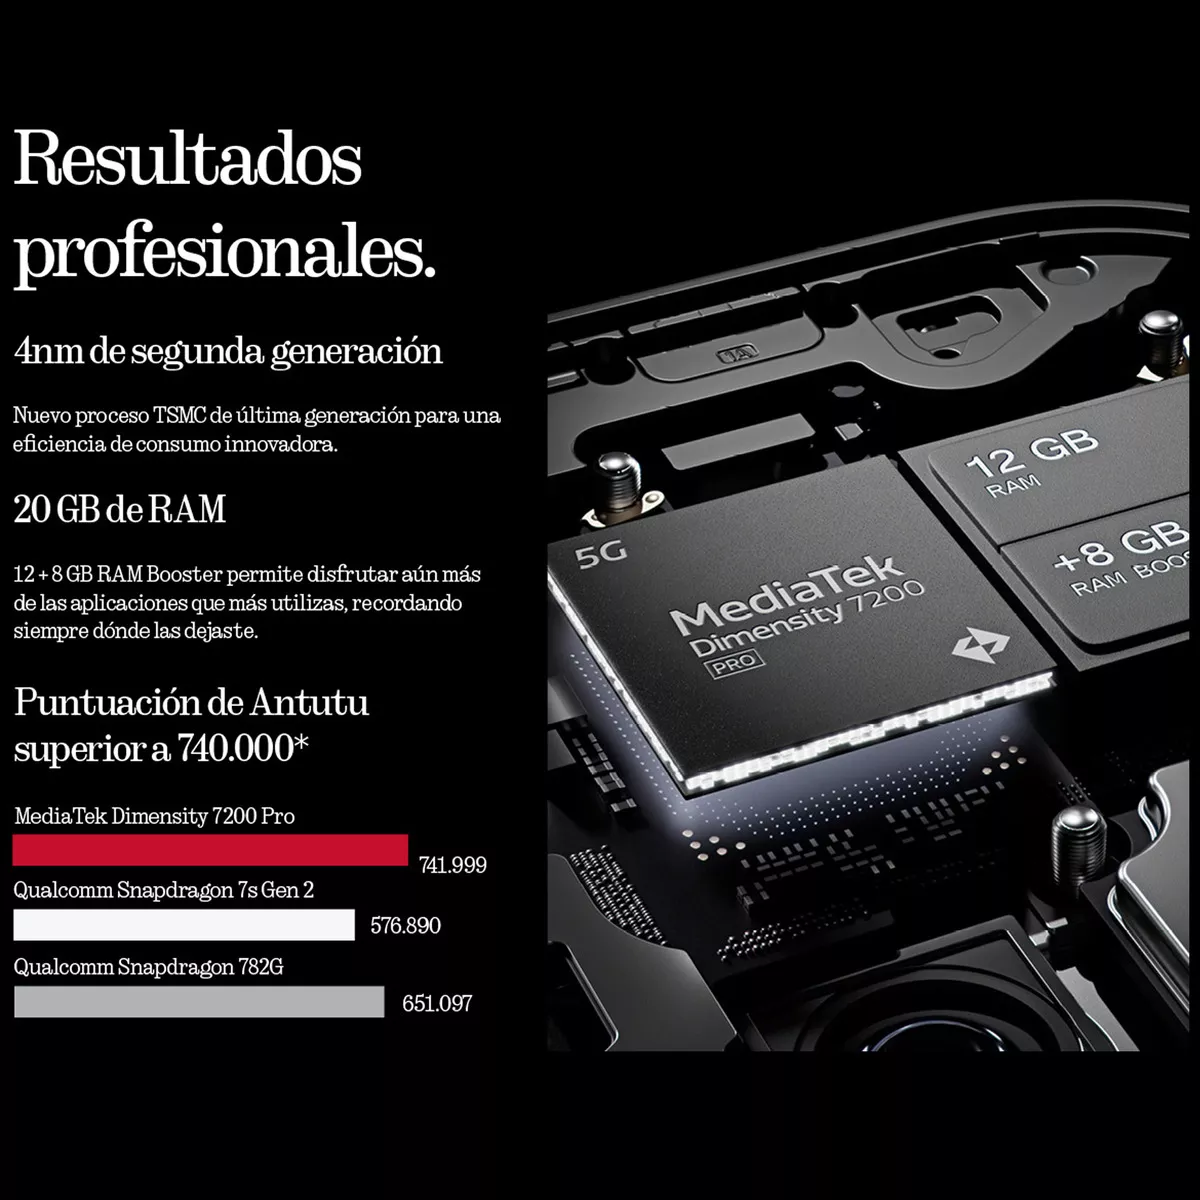 Resultados
profesionales.
4nm de segunda generación
Nuevo proceso TSMC de última generación para una
eficiencia de consumo innovadora.
20 GB de RAM
12 + 8 GB RAM Booster permite disfrutar aún más
de las aplicaciones que más utilizas, recordando
siempre dónde las dejaste.
Puntuación de Antutu
superior a 740.000*
MediaTek Dimensity 7200 Pro
741.999
Qualcomm Snapdragon 7s Gen 2
576.890
Qualcomm Snapdragon 782G
651.097
12 GB
RAM
+8 GB
RAM BOOS
5G
MediaTek
Dimensity 7200
PRO